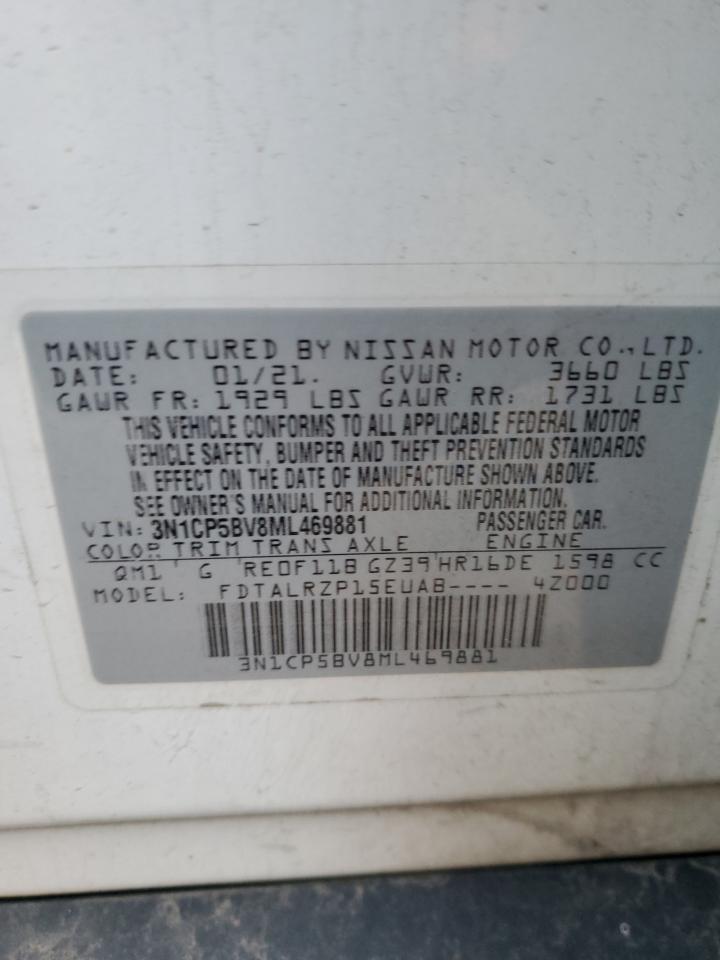 MANUFACTURED BY NISSAN MOTOR CO., LTD.
DATE: 01/21. GVWR: 3660 LBS
GAWR FR: 1929 LBS GAWR RR: 1731 LBS
THIS VEHICLE CONFORMS TO ALL APPLICABLE FEDERAL MOTOR
VEHICLE SAFETY, BUMPER AND THEFT PREVENTION STANDARDS
IN EFFECT ON THE DATE OF MANUFACTURE SHOWN ABOVE.
SEE OWNER'S MANUAL FOR ADDITIONAL INFORMATION.
VIN: 3N1CP5BV8ML469881 PASSENGER CAR.
COLOR TRIM TRANS AXLE ENGINE
QM1 G RE0F11B GZ39 HR16DE 1598 CC
MODEL: FDTALRZP15EUAB---- 4Z000
3N1CP5BV8ML469881